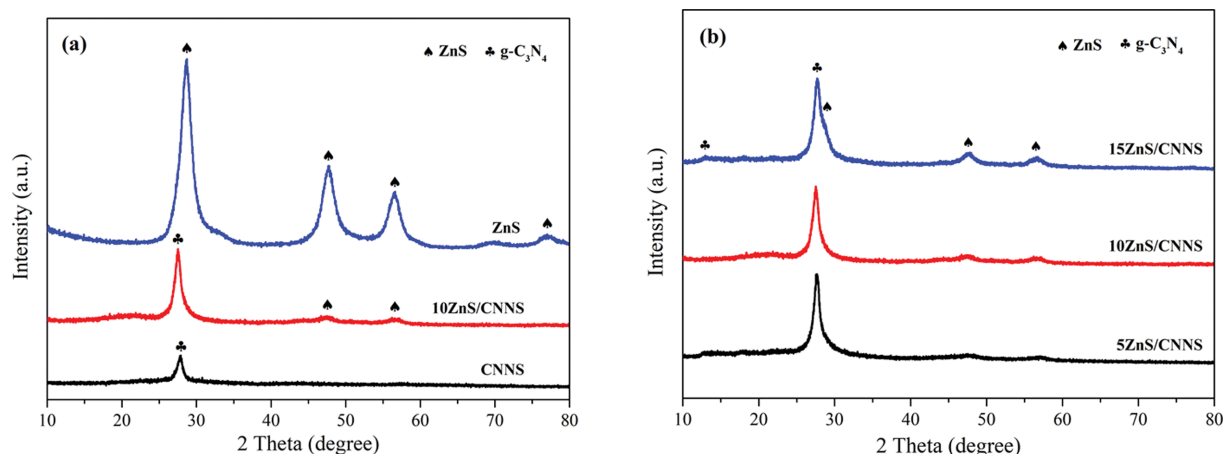 (a)
♠ ZnS ♣ g-C₃N₄
♠
♠
♠
♠
ZnS
♣
♠
♠
10ZnS/CNNS
♣
CNNS
Intensity (a.u.)
10 20 30 40 50 60 70 80
2 Theta (degree)
(b)
♠ ZnS ♣ g-C₃N₄
♣
♠
♣
♠
♠
15ZnS/CNNS
10ZnS/CNNS
5ZnS/CNNS
Intensity (a.u.)
10 20 30 40 50 60 70 80
2 Theta (degree)